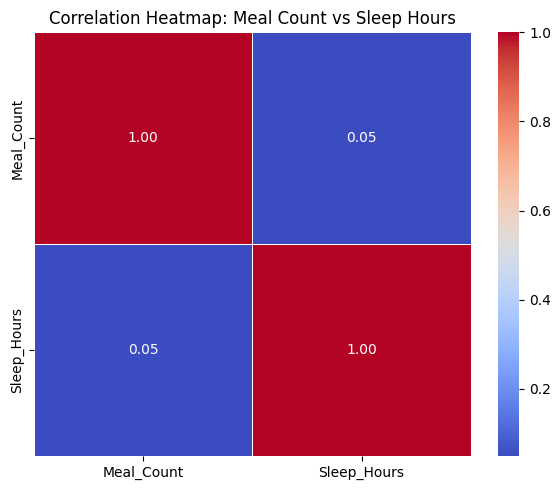 Correlation Heatmap: Meal Count vs Sleep Hours
Meal_Count
1.00
0.05
Sleep_Hours
0.05
1.00
Meal_Count
Sleep_Hours
1.0
0.8
0.6
0.4
0.2